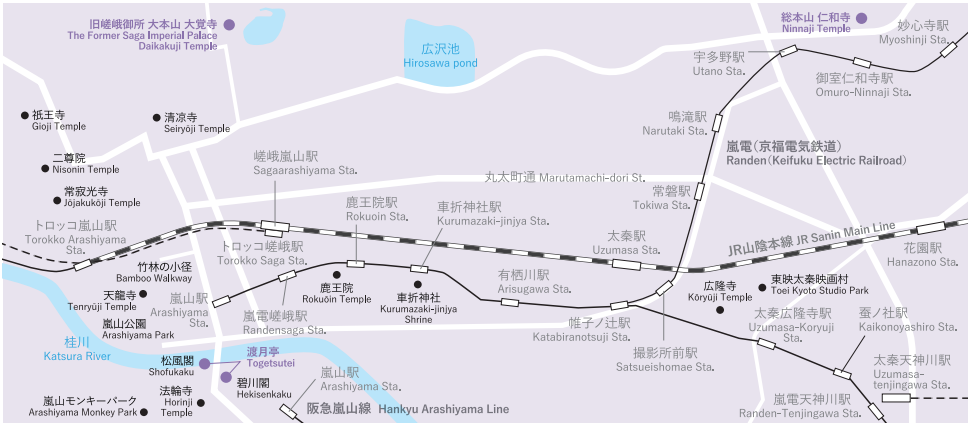 旧嵯峨御所 大本山 大覚寺
The Former Saga Imperial Palace
Daikakuji Temple
総本山 仁和寺
Ninnaji Temple
妙心寺駅
Myoshinji Sta.
広沢池
Hirosawa pond
宇多野駅
Utano Sta.
御室仁和寺駅
Omuro-Ninnaji Sta.
祇王寺
Gioji Temple
清凉寺
Seiryōji Temple
鳴滝駅
Narutaki Sta.
嵐電(京福電気鉄道)
Randen(Keifuku Electric Railroad)
二尊院
Nisonin Temple
嵯峨嵐山駅
Sagaarashiyama Sta.
丸太町通 Marutamachi-dori St.
常寂光寺
Jōjakukōji Temple
鹿王院駅
Rokuoin Sta.
車折神社駅
Kurumazaki-jinjya Sta.
常磐駅
Tokiwa Sta.
トロッコ嵐山駅
Torokko Arashiyama
Sta.
トロッコ嵯峨駅
Torokko Saga Sta.
太秦駅
Uzumasa Sta.
JR山陰本線 JR Sanin Main Line
花園駅
Hanazono Sta.
竹林の小径
Bamboo Walkway
鹿王院
Rokuōin Temple
車折神社
Kurumazaki-jinjya
Shrine
有栖川駅
Arisugawa Sta.
広隆寺
Kōryūji Temple
東映太秦映画村
Toei Kyoto Studio Park
天龍寺
Tenryūji Temple
嵐山駅
Arashiyama
Sta.
嵐電嵯峨駅
Randensaga Sta.
帷子ノ辻駅
Katabiranotsuji Sta.
太秦広隆寺駅
Uzumasa-Koryuji
Sta.
蚕ノ社駅
Kaikonoyashiro Sta.
嵐山公園
Arashiyama Park
桂川
Katsura River
撮影所前駅
Satsueishomae Sta.
松風閣
Shofukaku
渡月亭
Togetsutei
太秦天神川駅
Uzumasa-
tenjingawa Sta.
碧川閣
Hekisenkaku
嵐山駅
Arashiyama Sta.
法輪寺
Horinji
Temple
嵐山モンキーパーク
Arashiyama Monkey Park
阪急嵐山線 Hankyu Arashiyama Line
嵐電天神川駅
Randen-Tenjingawa Sta.